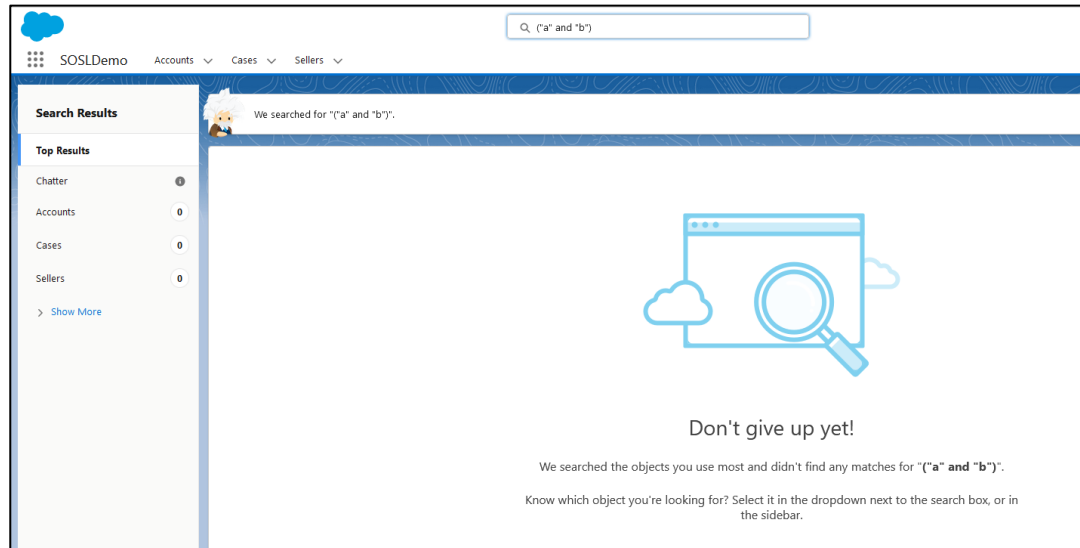 ("a" and "b")
SOSLDemo Accounts Cases Sellers
Search Results
We searched for "("a" and "b")".
Top Results
Chatter
Accounts 0
Cases 0
Sellers 0
Show More
Don't give up yet!
We searched the objects you use most and didn't find any matches for "("a" and "b")".
Know which object you're looking for? Select it in the dropdown next to the search box, or in
the sidebar.